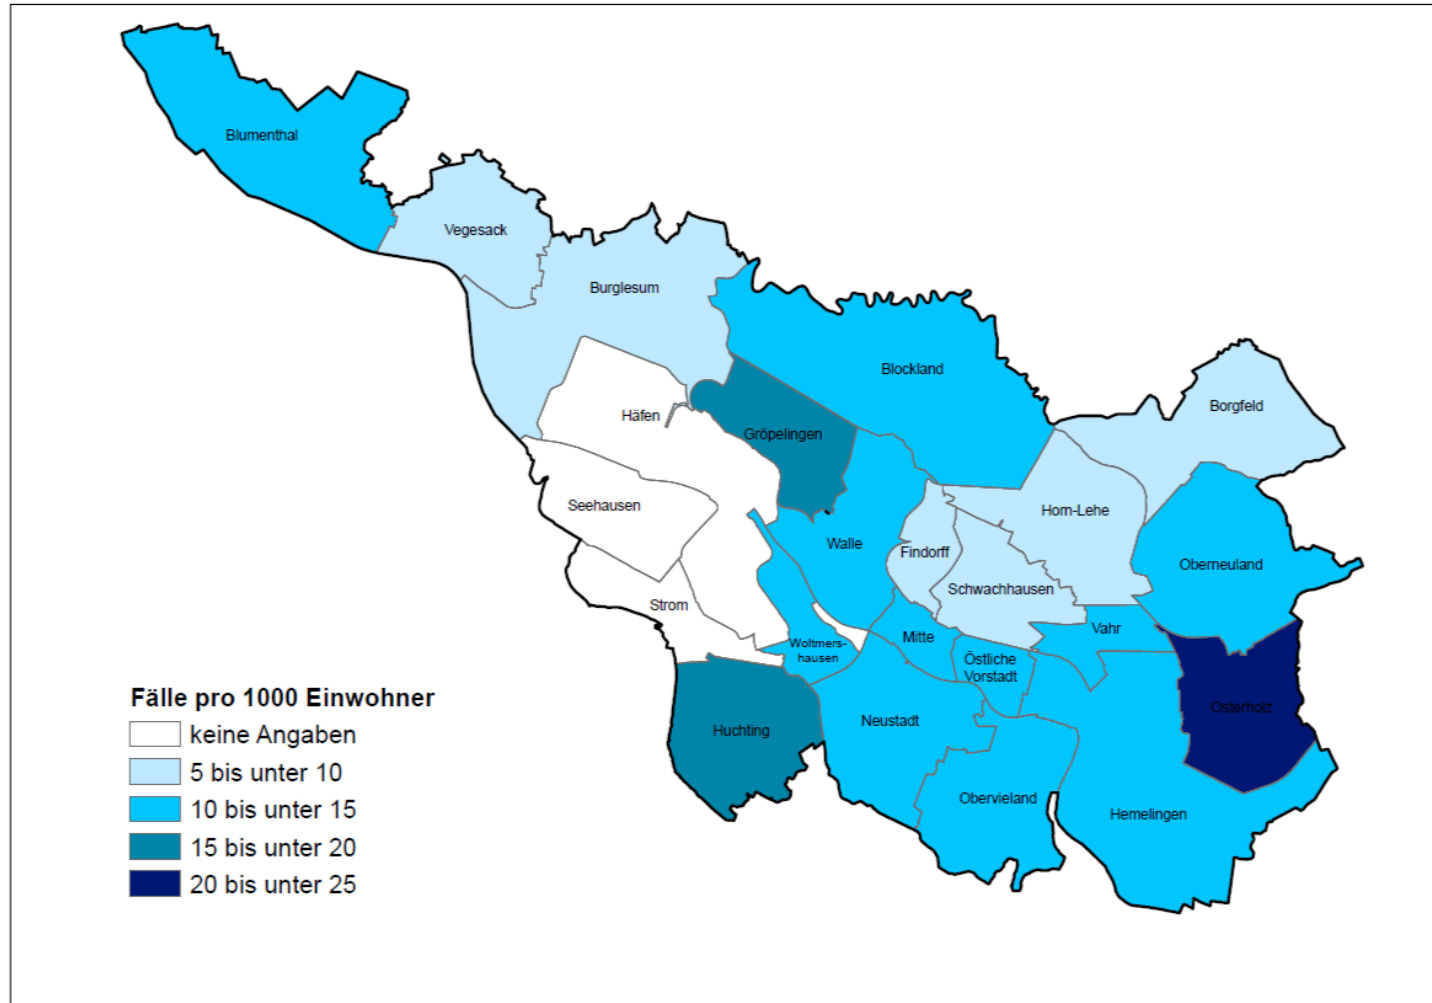 Blumenthal
Vegesack
Burglesum
Blockland
Borgfeld
Häfen
Gröpelingen
Seehausen
Horn-Lehe
Walle
Findorff
Oberneuland
Schwachhausen
Strom
Vahr
Mitte
Woltmers-
hausen
Östliche
Vorstadt
Osterholz
Neustadt
Huchting
Obervieland
Hemelingen
Fälle pro 1000 Einwohner
keine Angaben
5 bis unter 10
10 bis unter 15
15 bis unter 20
20 bis unter 25